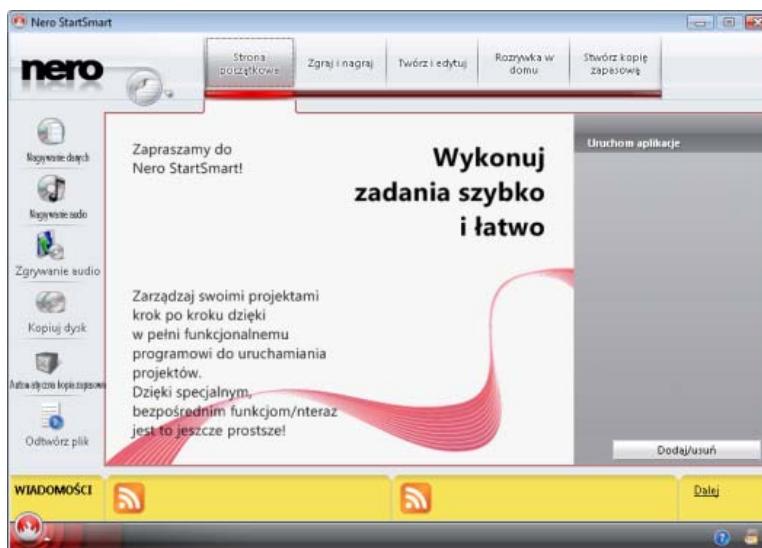 Nero StartSmart
nero
Strona
początkowa
Zgraj i nagraj
Twórz i edytuj
Rozrywka w
domu
Stwórz kopię
zapasową
Nagrywanie danych
Nagrywanie audio
Zgrywanie audio
Kopiuj dysk
Automatyczna kopia zapasowa
Odtwórz plik
Zapraszamy do
Nero StartSmart!
Wykonuj
zadania szybko
i łatwo
Zarządzaj swoimi projektami
krok po kroku dzięki
w pełni funkcjonalnemu
programowi do uruchamiania
projektów.
Dzięki specjalnym,
bezpośrednim funkcjom/nteraz
jest to jeszcze prostsze!
Uruchom aplikacje
Dodaj/usuń
WIADOMOŚCI
Dalej